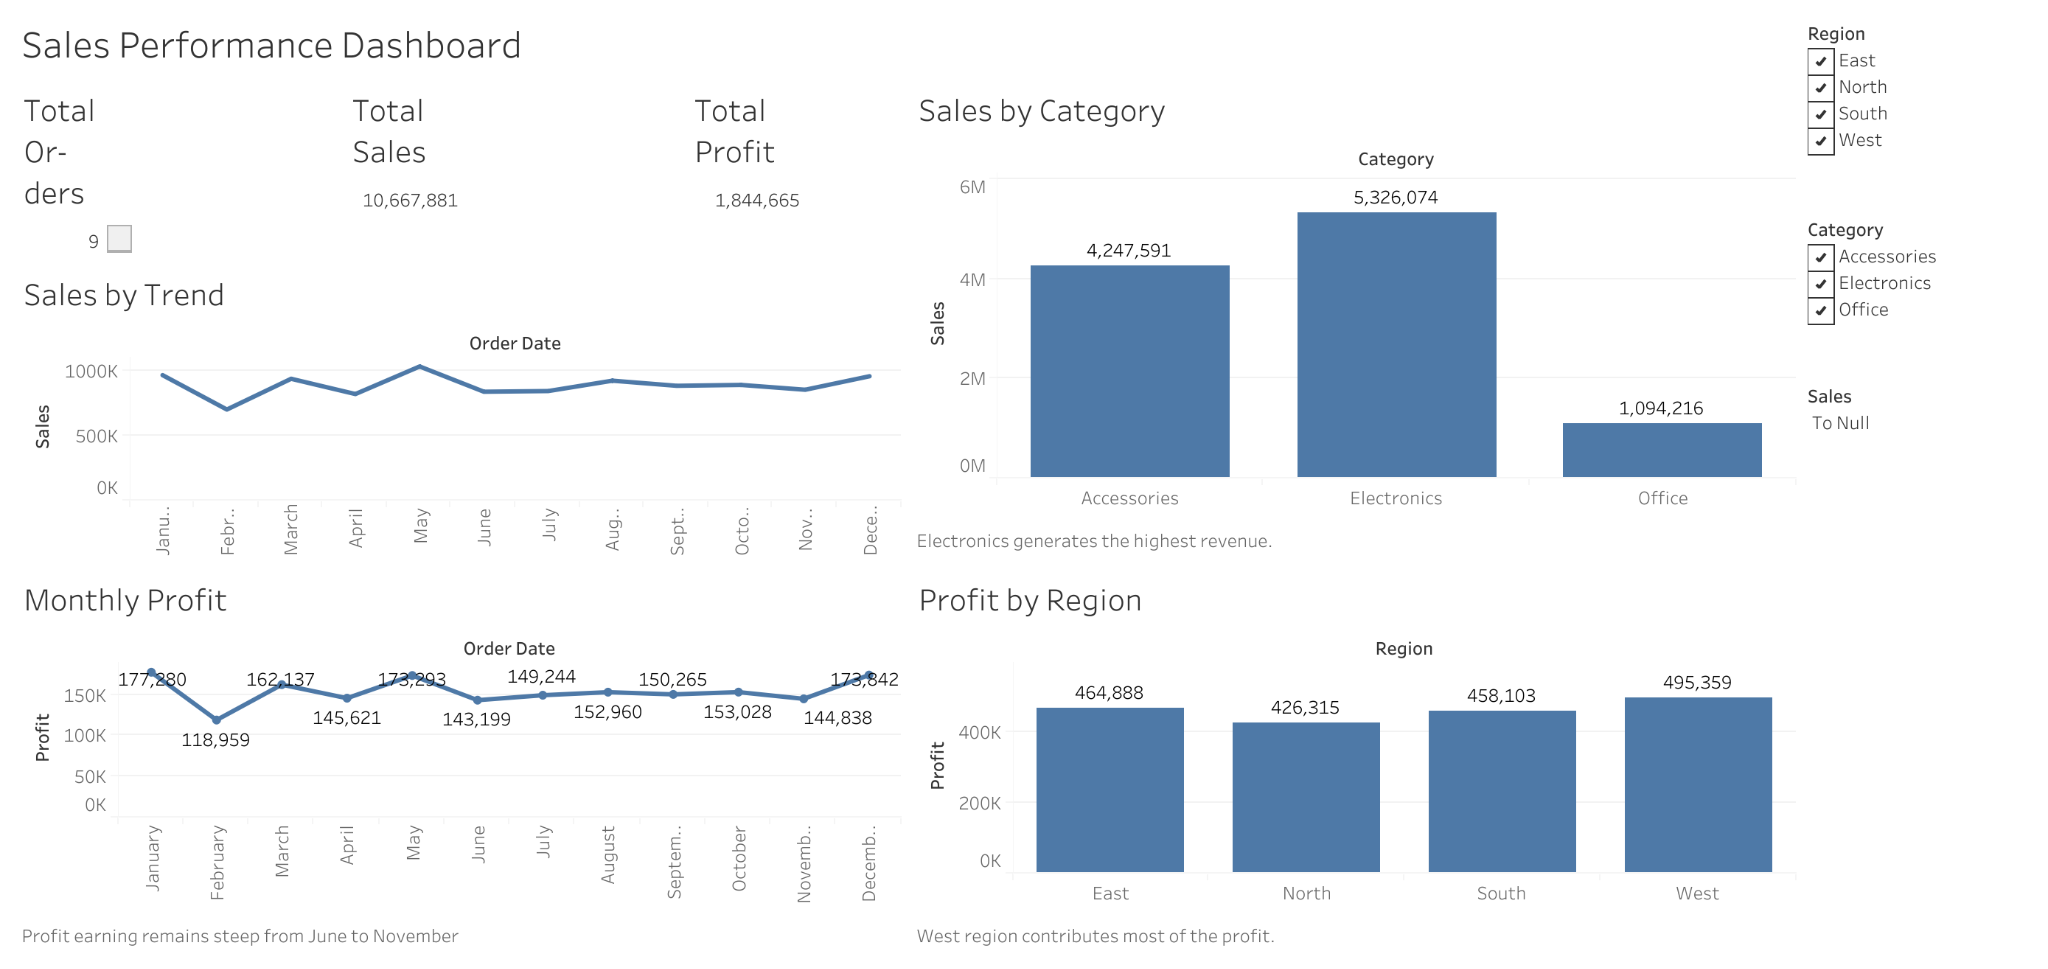 Sales Performance Dashboard
Total
Or-
ders
9
Total
Sales
10,667,881
Total
Profit
1,844,665
Sales by Trend
Order Date
Sales
1000K
500K
0K
Janu..
Febr..
March
April
May
June
July
Aug..
Sept..
Octo..
Nov..
Dece..
Sales by Category
Category
Sales
6M
4M
2M
0M
4,247,591
5,326,074
1,094,216
Accessories
Electronics
Office
Electronics generates the highest revenue.
Monthly Profit
Order Date
Profit
150K
100K
50K
0K
177,280
118,959
162,137
145,621
173,293
143,199
149,244
152,960
150,265
153,028
144,838
173,842
January
February
March
April
May
June
July
August
Septem..
October
Novemb..
Decemb..
Profit earning remains steep from June to November
Profit by Region
Region
Profit
400K
200K
0K
464,888
426,315
458,103
495,359
East
North
South
West
West region contributes most of the profit.
Region
East
North
South
West
Category
Accessories
Electronics
Office
Sales
To Null